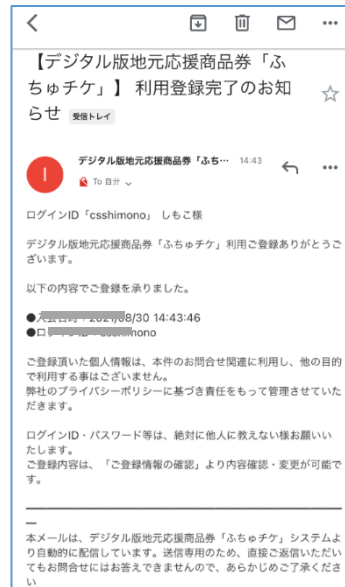 【デジタル版地元応援商品券「ふ
ちゅチケ」】 利用登録完了のお知
らせ 受信トレイ
デジタル版地元応援商品券「ふち… 14:43
I
To 自分
ログインID「csshimono」 しもこ様
デジタル版地元応援商品券「ふちゅチケ」利用ご登録ありがとうご
ざいます。
以下の内容でご登録を承りました。
●入会日時：2021/08/30 14:43:46
●ログインID：csshimono
ご登録頂いた個人情報は、本件のお問合せ関連に利用し、他の目的
で利用する事はございません。
弊社のプライバシーポリシーに基づき責任をもって管理させていた
だきます。
ログインID・パスワード等は、絶対に他人に教えない様お願いい
たします。
ご登録内容は、「ご登録情報の確認」より内容確認・変更が可能で
す。
本メールは、デジタル版地元応援商品券「ふちゅチケ」システムよ
り自動的に配信しています。送信専用のため、直接ご返信いただい
てもお問合せにはお答えできませんので、あらかじめご了承くださ
い